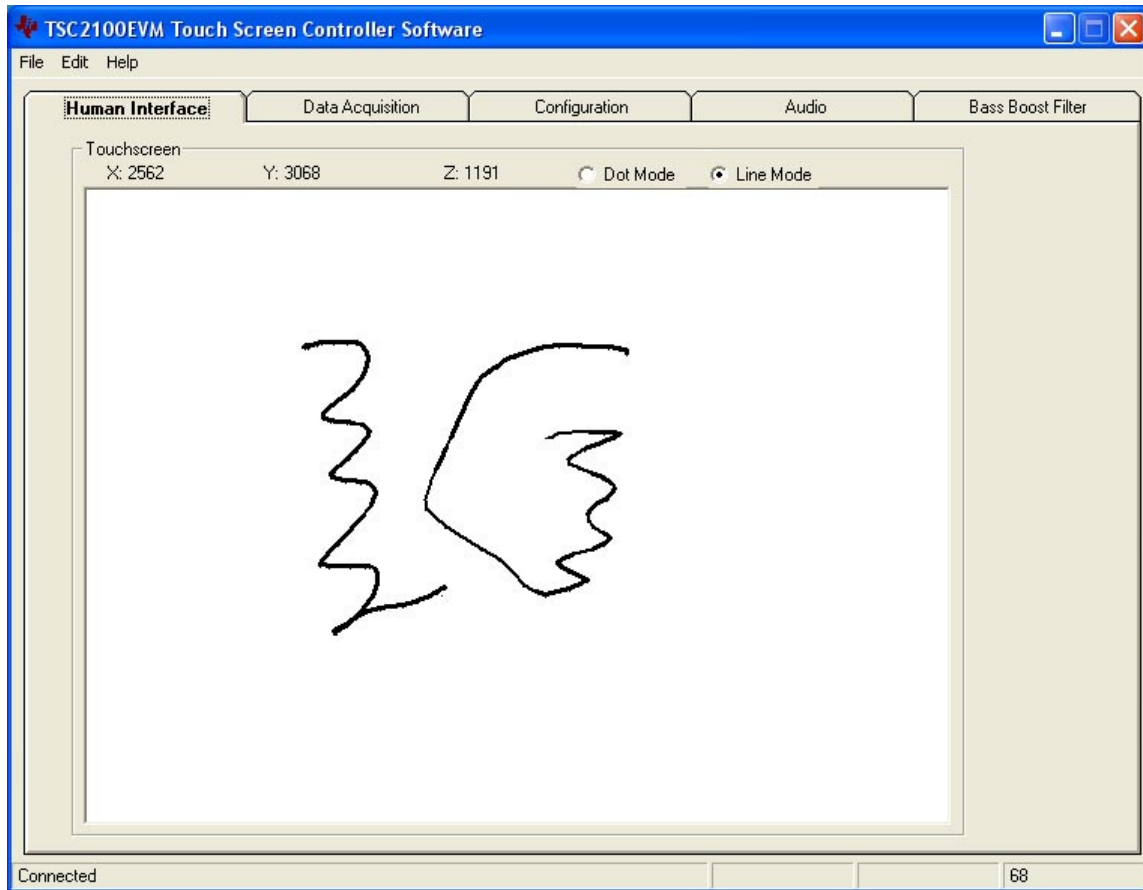 TSC2100EVM Touch Screen Controller Software
File Edit Help
Human Interface Data Acquisition Configuration Audio Bass Boost Filter
Touchscreen
X: 2562 Y: 3068 Z: 1191 Dot Mode Line Mode
Connected 68